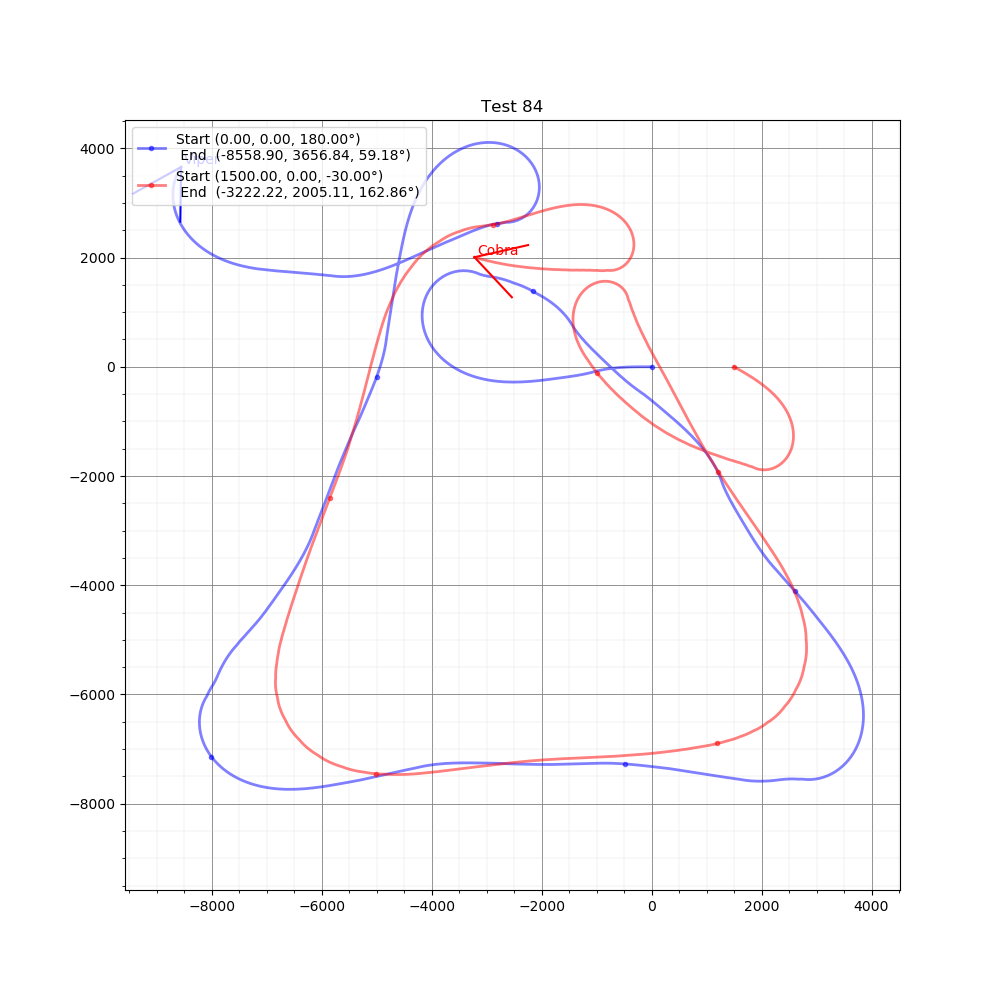 Test 84
Start (0.00, 0.00, 180.00°)
End (-8558.90, 3656.84, 59.18°)
Start (1500.00, 0.00, -30.00°)
End (-3222.22, 2005.11, 162.86°)
Viper
Cobra
4000
2000
0
−2000
−4000
−6000
−8000
−8000 −6000 −4000 −2000 0 2000 4000